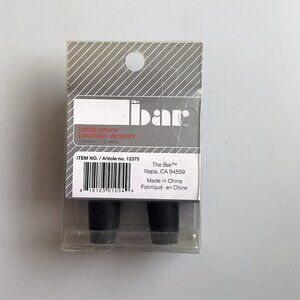 the
bar
bottle pourer
bouchons verseurs
ITEM NO. / Article no. 12375
The Bar™
Napa, CA 94559
Made in China
Fabriqué en Chine